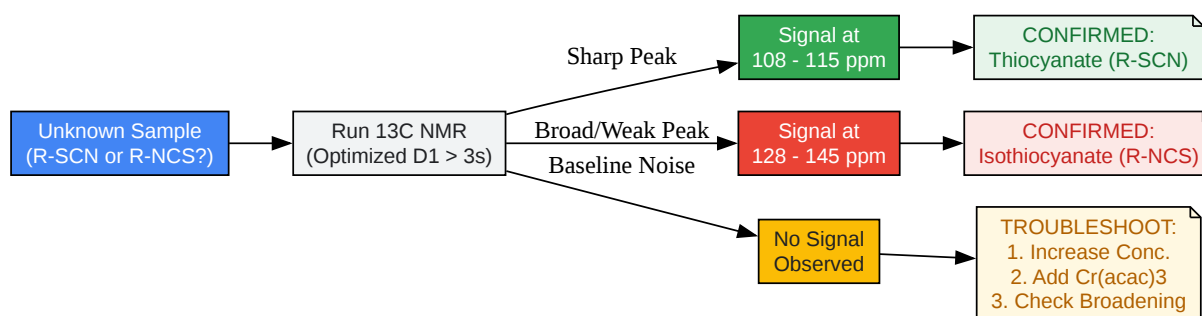 Unknown Sample
(R-SCN or R-NCS?)
Run 13C NMR
(Optimized D1 > 3s)
Sharp Peak
Signal at
108 - 115 ppm
CONFIRMED:
Thiocyanate (R-SCN)
Broad/Weak Peak
Signal at
128 - 145 ppm
CONFIRMED:
Isothiocyanate (R-NCS)
Baseline Noise
No Signal
Observed
TROUBLESHOOT:
1. Increase Conc.
2. Add Cr(acac)3
3. Check Broadening